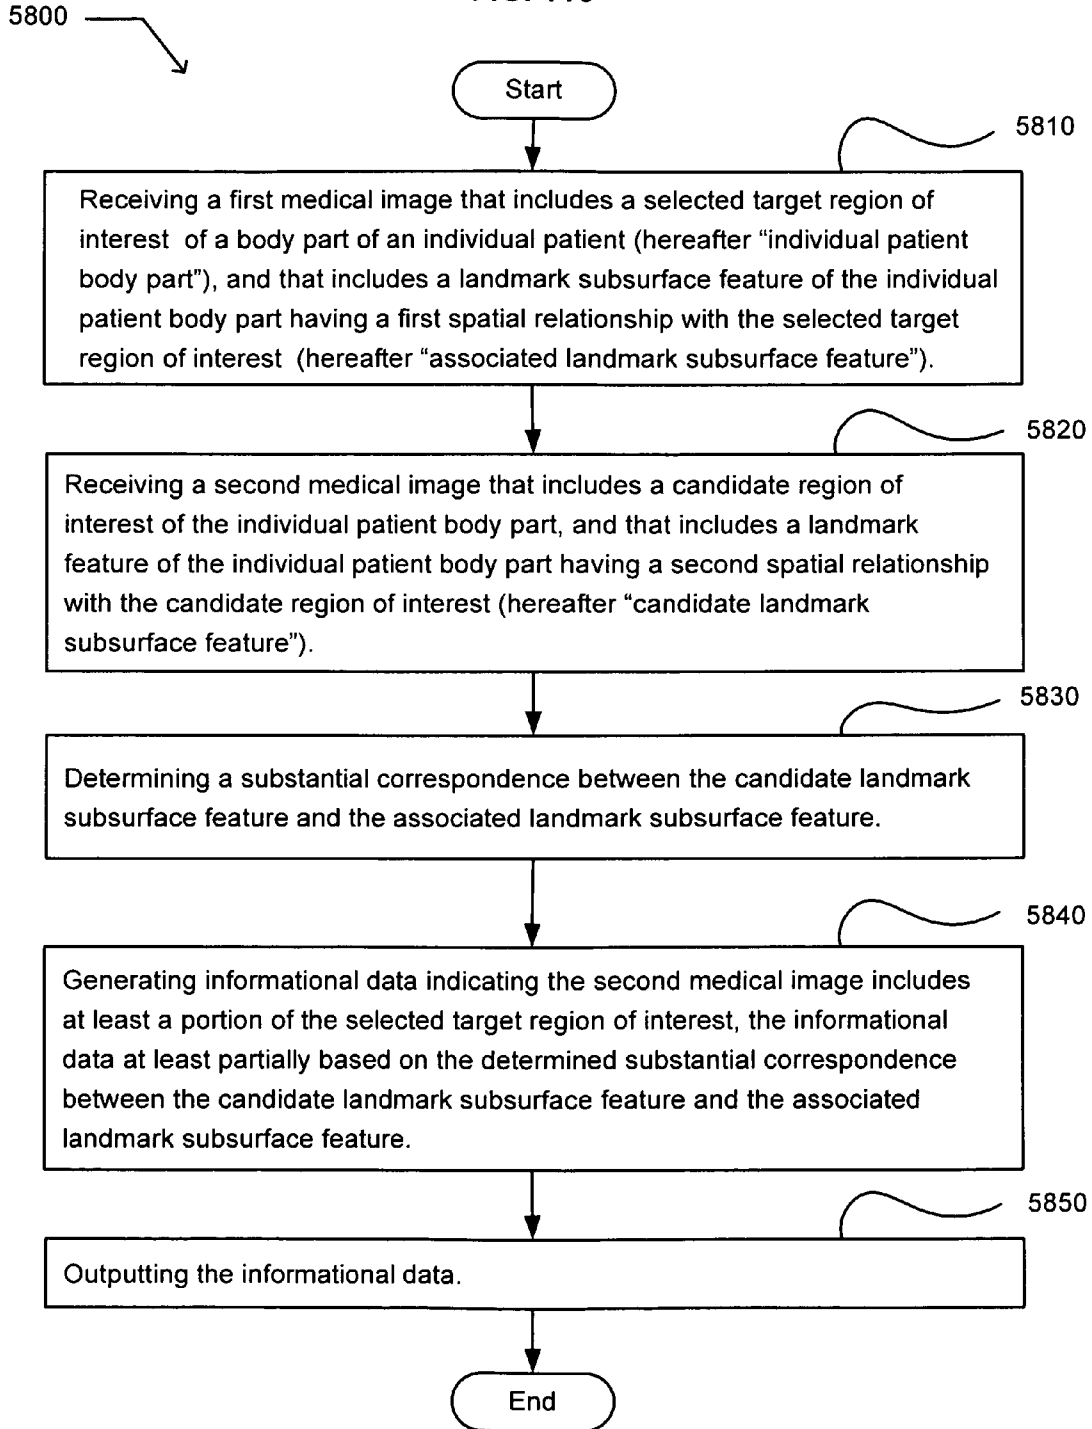 5800
Start
5810
Receiving a first medical image that includes a selected target region of
interest of a body part of an individual patient (hereafter “individual patient
body part”), and that includes a landmark subsurface feature of the individual
patient body part having a first spatial relationship with the selected target
region of interest (hereafter “associated landmark subsurface feature”).
5820
Receiving a second medical image that includes a candidate region of
interest of the individual patient body part, and that includes a landmark
feature of the individual patient body part having a second spatial relationship
with the candidate region of interest (hereafter “candidate landmark
subsurface feature”).
5830
Determining a substantial correspondence between the candidate landmark
subsurface feature and the associated landmark subsurface feature.
5840
Generating informational data indicating the second medical image includes
at least a portion of the selected target region of interest, the informational
data at least partially based on the determined substantial correspondence
between the candidate landmark subsurface feature and the associated
landmark subsurface feature.
5850
Outputting the informational data.
End